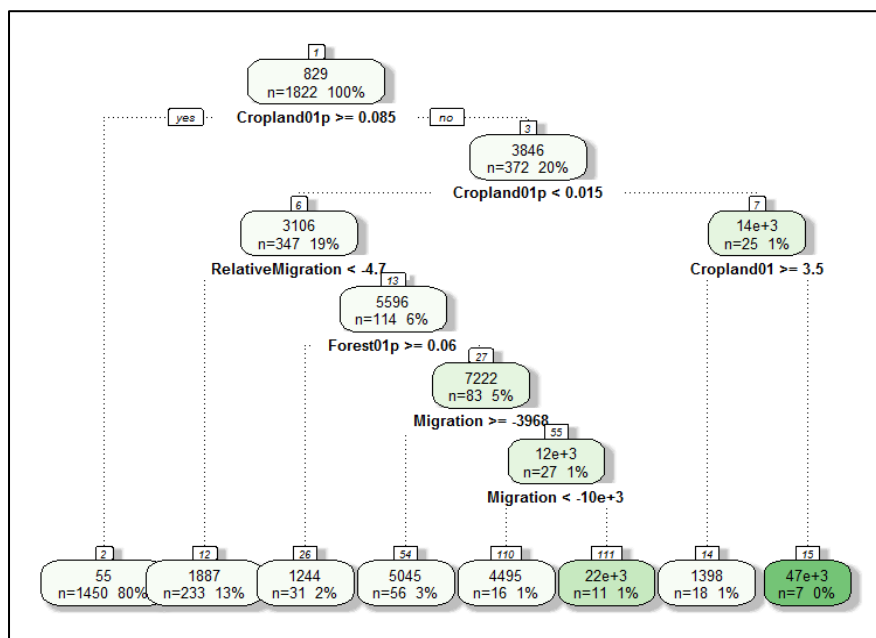 1
829
n=1822 100%
yes Cropland01p >= 0.085 no
3
3846
n=372 20%
Cropland01p < 0.015
6
3106
n=347 19%
RelativeMigration < -4.7
7
14e+3
n=25 1%
Cropland01 >= 3.5
13
5596
n=114 6%
Forest01p >= 0.06
27
7222
n=83 5%
Migration >= -3968
55
12e+3
n=27 1%
Migration < -10e+3
2
55
n=1450 80%
12
1887
n=233 13%
26
1244
n=31 2%
54
5045
n=56 3%
110
4495
n=16 1%
111
22e+3
n=11 1%
14
1398
n=18 1%
15
47e+3
n=7 0%